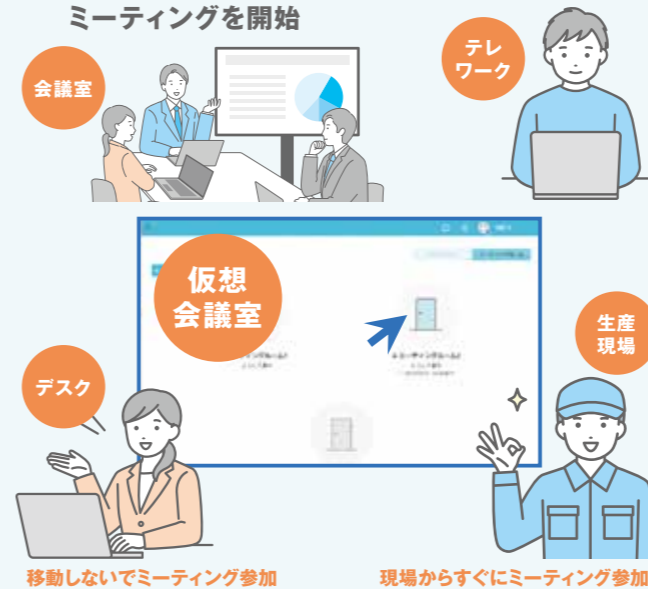 ミーティングを開始
会議室
テレ
ワーク
仮想
会議室
生産
現場
デスク
移動しないでミーティング参加
現場からすぐにミーティング参加